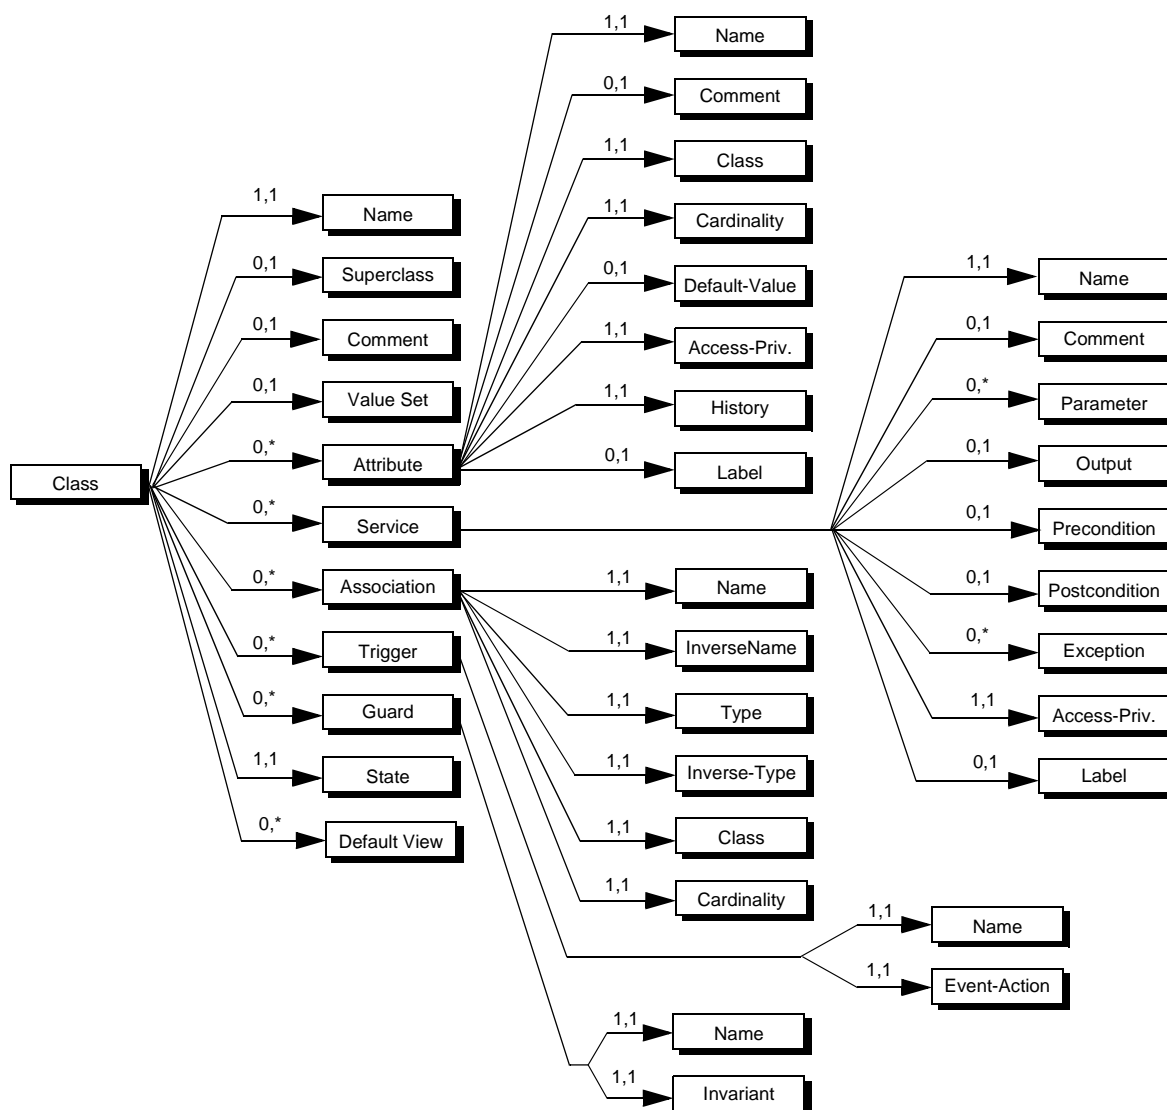 Class
1,1
Name
0,1
Superclass
0,1
Comment
0,1
Value Set
0,*
Attribute
0,*
Service
0,*
Association
0,*
Trigger
0,*
Guard
1,1
State
0,*
Default View
1,1
Name
0,1
Comment
1,1
Class
1,1
Cardinality
0,1
Default-Value
1,1
Access-Priv.
1,1
History
0,1
Label
1,1
Name
0,1
Comment
0,*
Parameter
0,1
Output
0,1
Precondition
0,1
Postcondition
0,*
Exception
1,1
Access-Priv.
0,1
Label
1,1
Name
1,1
InverseName
1,1
Type
1,1
Inverse-Type
1,1
Class
1,1
Cardinality
1,1
Name
1,1
Event-Action
1,1
Name
1,1
Invariant